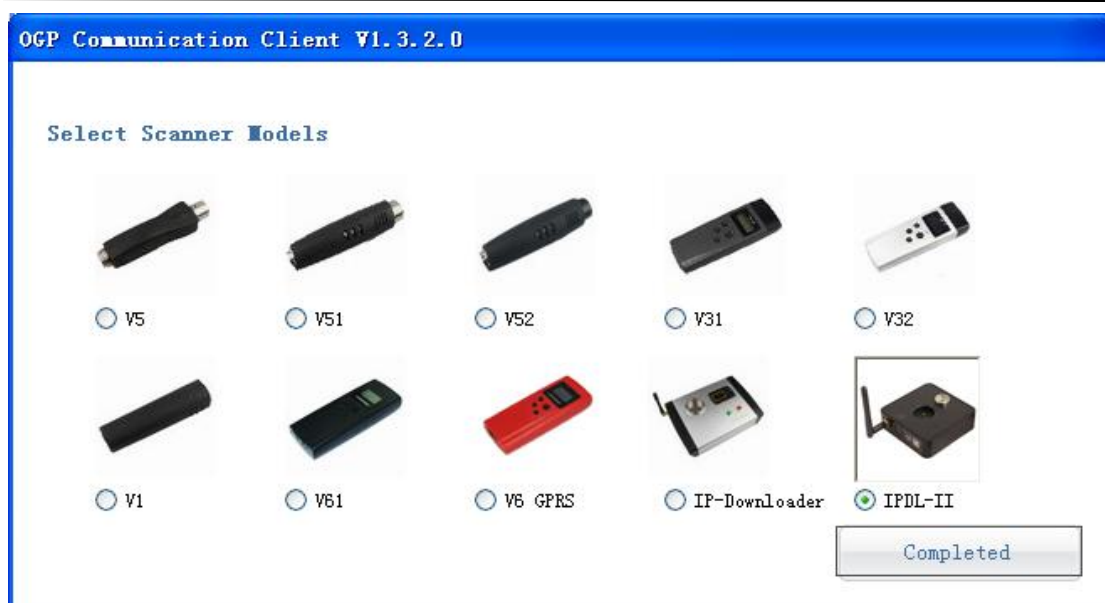 OGP Communication Client V1.3.2.0
Select Scanner Models
V5 V51 V52 V31 V32
V1 V61 V6 GPRS IP-Downloader IPDL-II
Completed